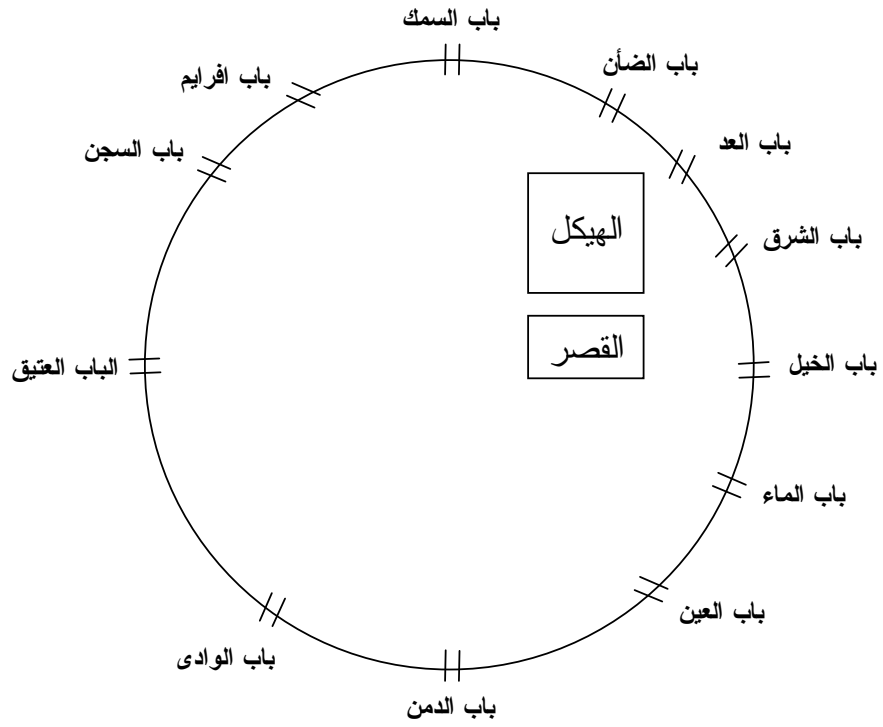 باب السمك
باب الضأن
باب افرايم
باب العد
باب السجن
الهيكل
باب الشرق
القصر
باب الخيل
الباب العتيق
باب الماء
باب العين
باب الوادى
باب الدمن